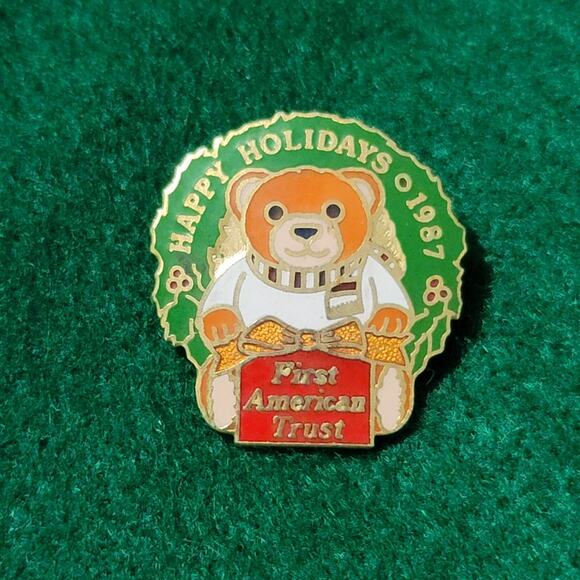 HAPPY HOLIDAYS 1987
First
American
Trust